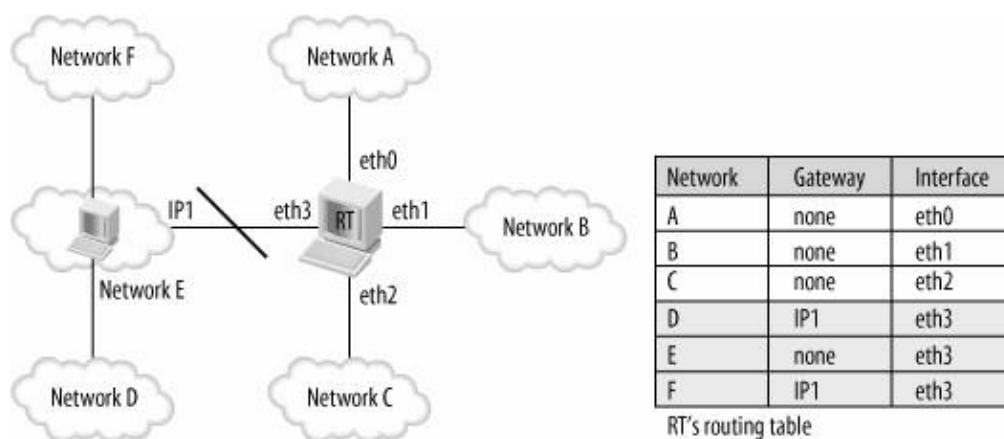 Network F
Network A
eth0
IP1
eth3
RT
eth1
Network B
Network E
eth2
Network D
Network C
Network Gateway Interface
A none eth0
B none eth1
C none eth2
D IP1 eth3
E none eth3
F IP1 eth3
RT's routing table